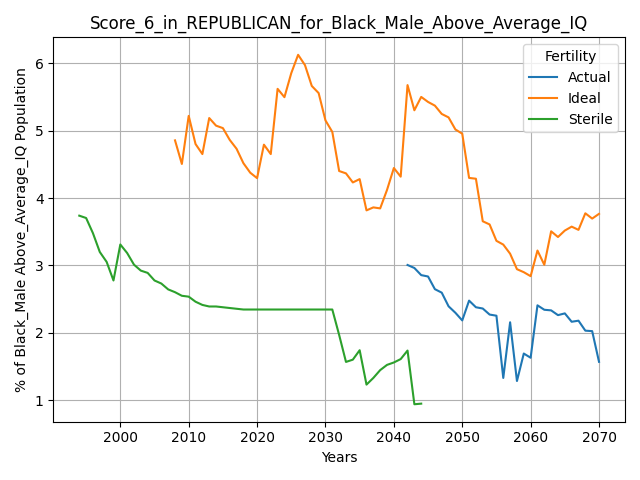 Score_6_in_REPUBLICAN_for_Black_Male_Above_Average_IQ
% of Black_Male Above_Average_IQ Population
6
5
4
3
2
1
Fertility
Actual
Ideal
Sterile
2000 2010 2020 2030 2040 2050 2060 2070
Years